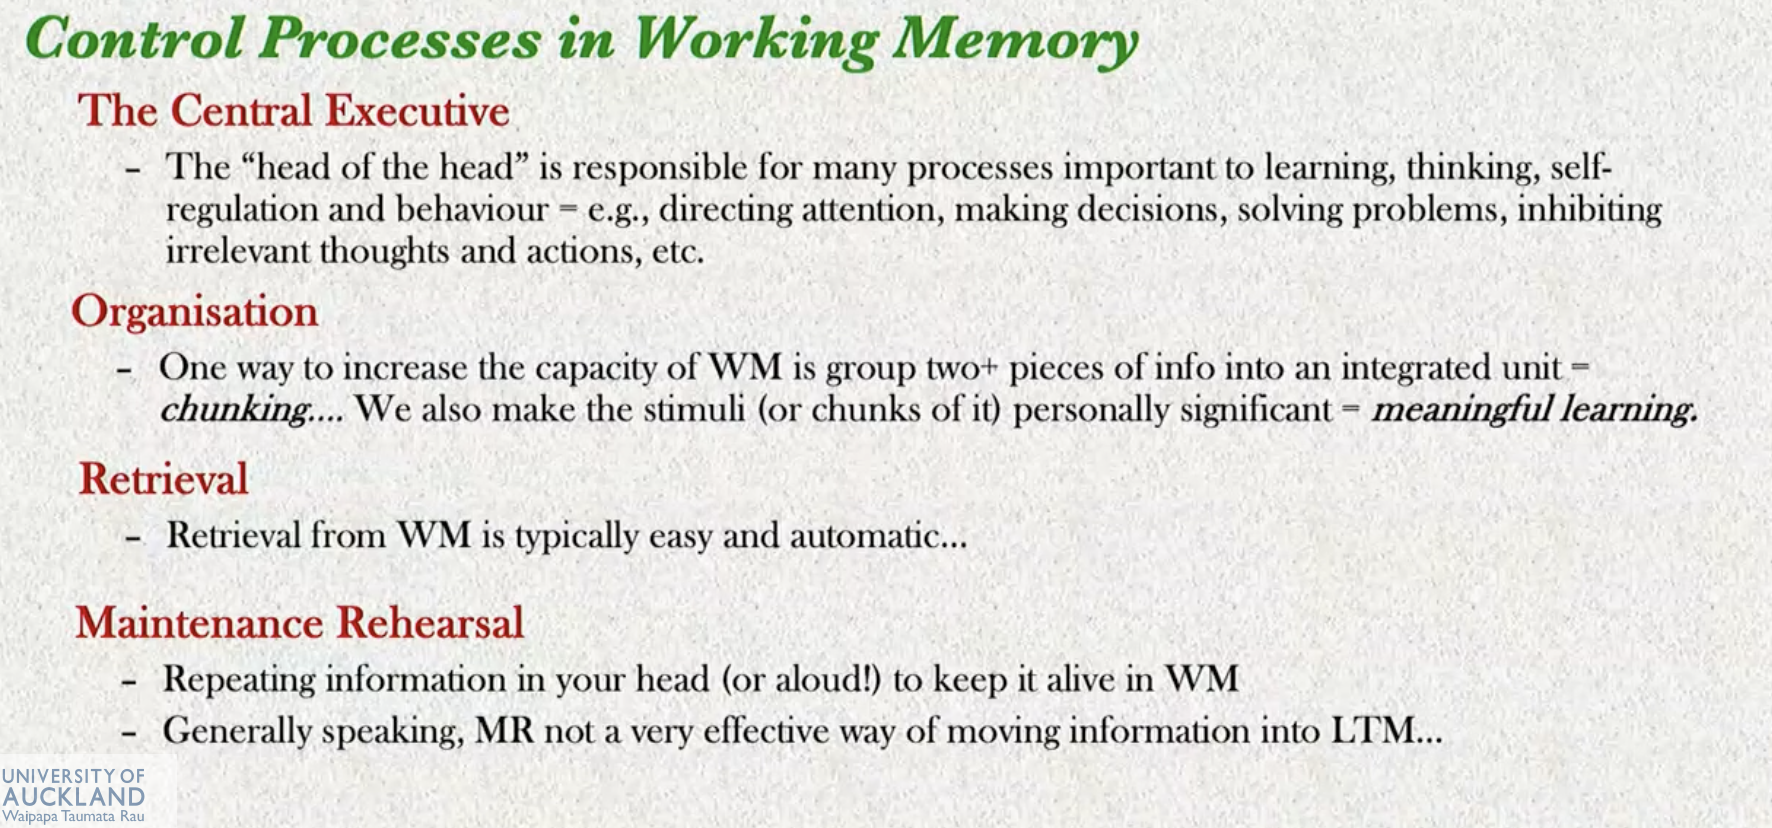 Control Processes in Working Memory
The Central Executive
– The “head of the head” is responsible for many processes important to learning, thinking, self-
regulation and behaviour = e.g., directing attention, making decisions, solving problems, inhibiting
irrelevant thoughts and actions, etc.
Organisation
– One way to increase the capacity of WM is group two+ pieces of info into an integrated unit =
chunking.... We also make the stimuli (or chunks of it) personally significant = meaningful learning.
Retrieval
– Retrieval from WM is typically easy and automatic...
Maintenance Rehearsal
– Repeating information in your head (or aloud!) to keep it alive in WM
– Generally speaking, MR not a very effective way of moving information into LTM...
UNIVERSITY OF
AUCKLAND
Waipapa Taumata Rau